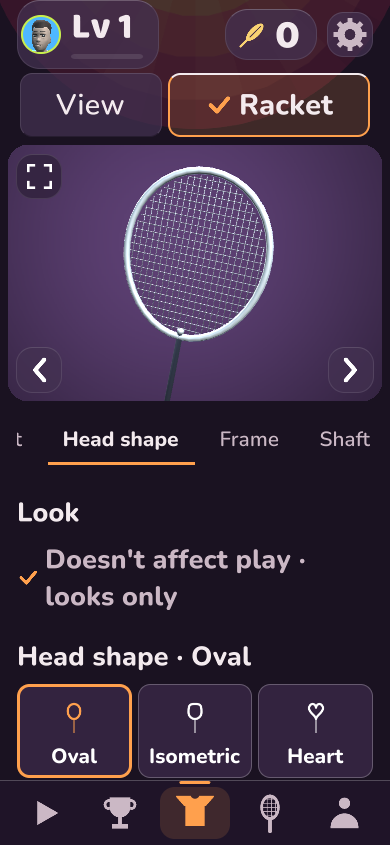 Lv 1
0
View
Racket
t
Head shape
Frame
Shaft
Look
Doesn't affect play ·
looks only
Head shape · Oval
Oval
Isometric
Heart